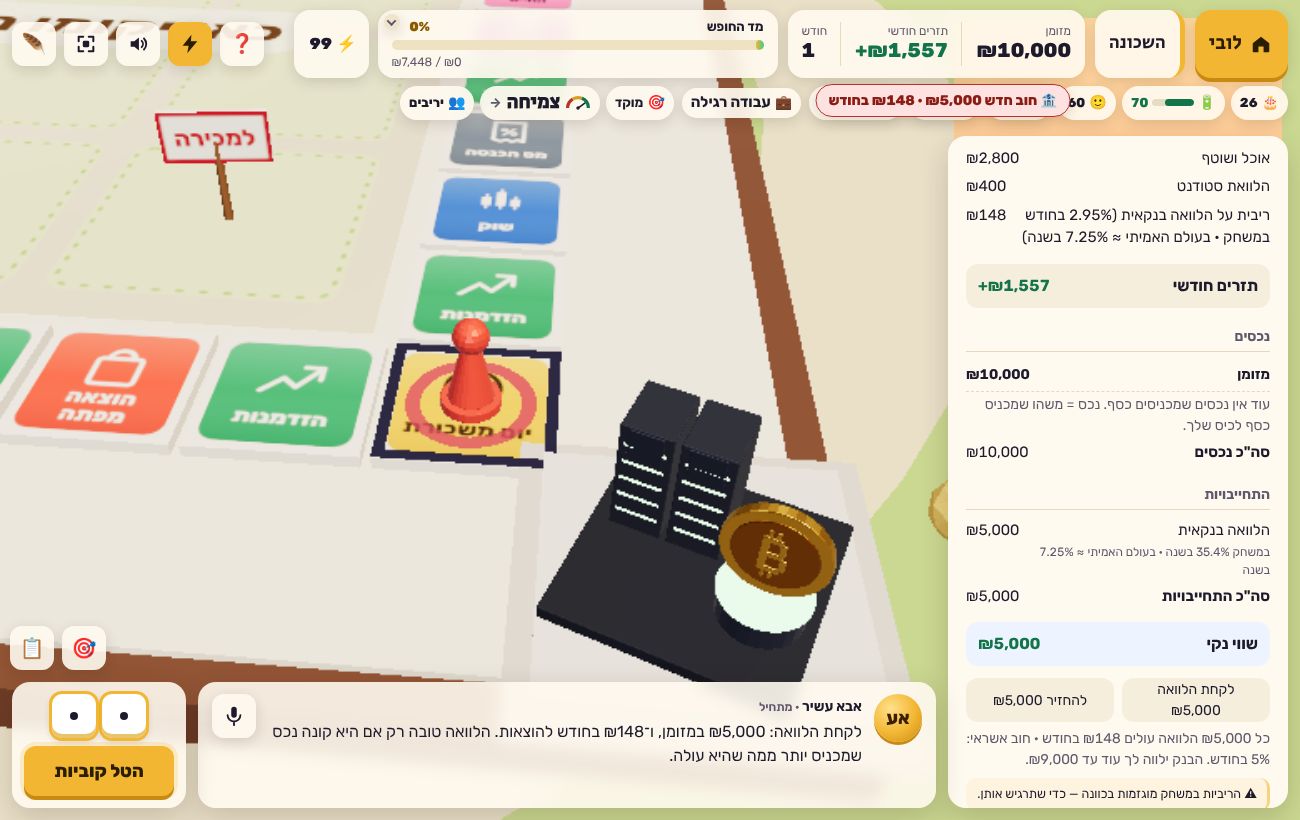 לובי
השכונה
מזומן
₪10,000
תזרים חודשי
+₪1,557
חודש
1
מד החופש
0%
₪7,448 / ₪0
99 ⚡
❓
🎂 26
🔋 70
🙂 60
🏦 חוב חדש ₪5,000 · ₪148 בחודש
💼 עבודה רגילה
🎯 מוקד
צמיחה →
👥 יריבים
למכירה
מס הכנסה
שוק
הזדמנות
יום משכורת
הזדמנות
הוצאה
מפתה
אוכל ושוטף ₪2,800
הלוואת סטודנט ₪400
ריבית על הלוואה בנקאית (2.95% בחודש ₪148
במשחק · בעולם האמיתי ≈ 7.25% בשנה)
תזרים חודשי +₪1,557
נכסים
מזומן ₪10,000
עוד אין נכסים שמכניסים כסף. נכס = משהו שמכניס
כסף לכיס שלך.
סה"כ נכסים ₪10,000
התחייבויות
הלוואה בנקאית ₪5,000
במשחק 35.4% בשנה · בעולם האמיתי ≈ 7.25%
בשנה
סה"כ התחייבויות ₪5,000
שווי נקי ₪5,000
לקחת הלוואה
₪5,000
להחזיר ₪5,000
כל ₪5,000 הלוואה עולים ₪148 בחודש · חוב אשראי:
5% בחודש. הבנק ילווה לך עוד עד ₪9,000.
⚠ הריביות במשחק מוגזמות בכוונה — כדי שתרגיש אותן.
אע
אבא עשיר · מתחיל
לקחת הלוואה: ₪5,000 במזומן, ו־₪148 בחודש להוצאות. הלוואה טובה רק אם היא קונה נכס
שמכניס יותר ממה שהיא עולה.
הטל קוביות